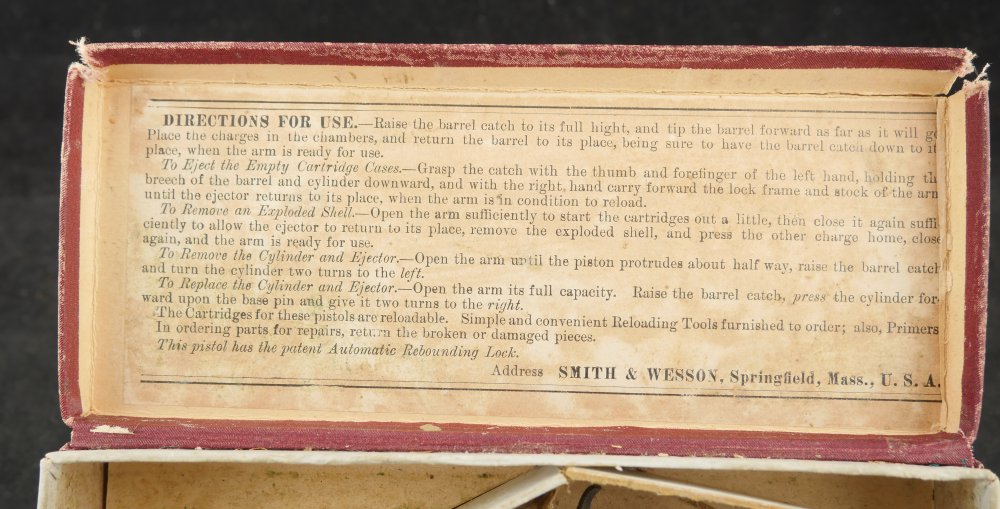 DIRECTIONS FOR USE.—Raise the barrel catch to its full hight, and tip the barrel forward as far as it will go
Place the charges in the chambers, and return the barrel to its place, being sure to have the barrel catch down to it
place, when the arm is ready for use.
To Eject the Empty Cartridge Cases.—Grasp the catch with the thumb and forefinger of the left hand, holding th
breech of the barrel and cylinder downward, and with the right hand carry forward the lock frame and stock of the arm
until the ejector returns to its place, when the arm is in condition to reload.
To Remove an Exploded Shell.—Open the arm sufficiently to start the cartridges out a little, then close it again suffi
ciently to allow the ejector to return to its place, remove the exploded shell, and press the other charge home, close
again, and the arm is ready for use.
To Remove the Cylinder and Ejector.—Open the arm until the piston protrudes about half way, raise the barrel catch
and turn the cylinder two turns to the left.
To Replace the Cylinder and Ejector.—Open the arm its full capacity. Raise the barrel catch, press the cylinder for-
ward upon the base pin and give it two turns to the right.
The Cartridges for these pistols are reloadable. Simple and convenient Reloading Tools furnished to order; also, Primers
In ordering parts for repairs, return the broken or damaged pieces.
This pistol has the patent Automatic Rebounding Lock.
Address SMITH & WESSON, Springfield, Mass., U. S. A.